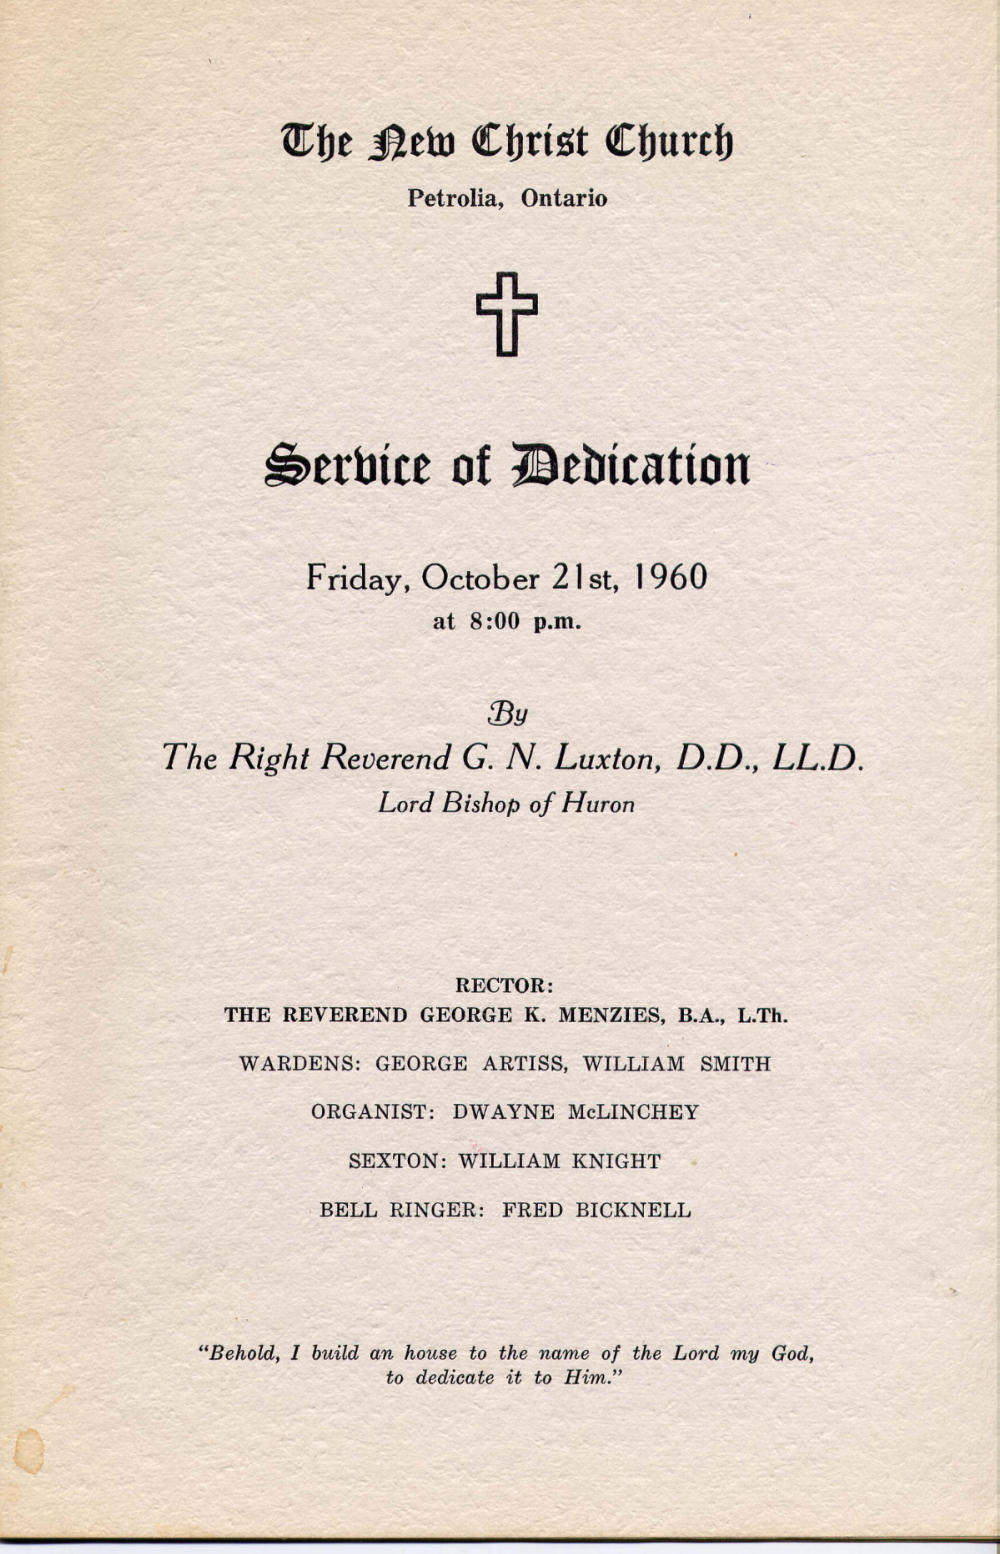 The New Christ Church
Petrolia, Ontario
Service of Dedication
Friday, October 21st, 1960
at 8:00 p.m.
By
The Right Reverend G. N. Luxton, D.D., LL.D.
Lord Bishop of Huron
RECTOR:
THE REVEREND GEORGE K. MENZIES, B.A., L.Th.
WARDENS: GEORGE ARTISS, WILLIAM SMITH
ORGANIST: DWAYNE McLINCHEY
SEXTON: WILLIAM KNIGHT
BELL RINGER: FRED BICKNELL
“Behold, I build an house to the name of the Lord my God,
to dedicate it to Him.”